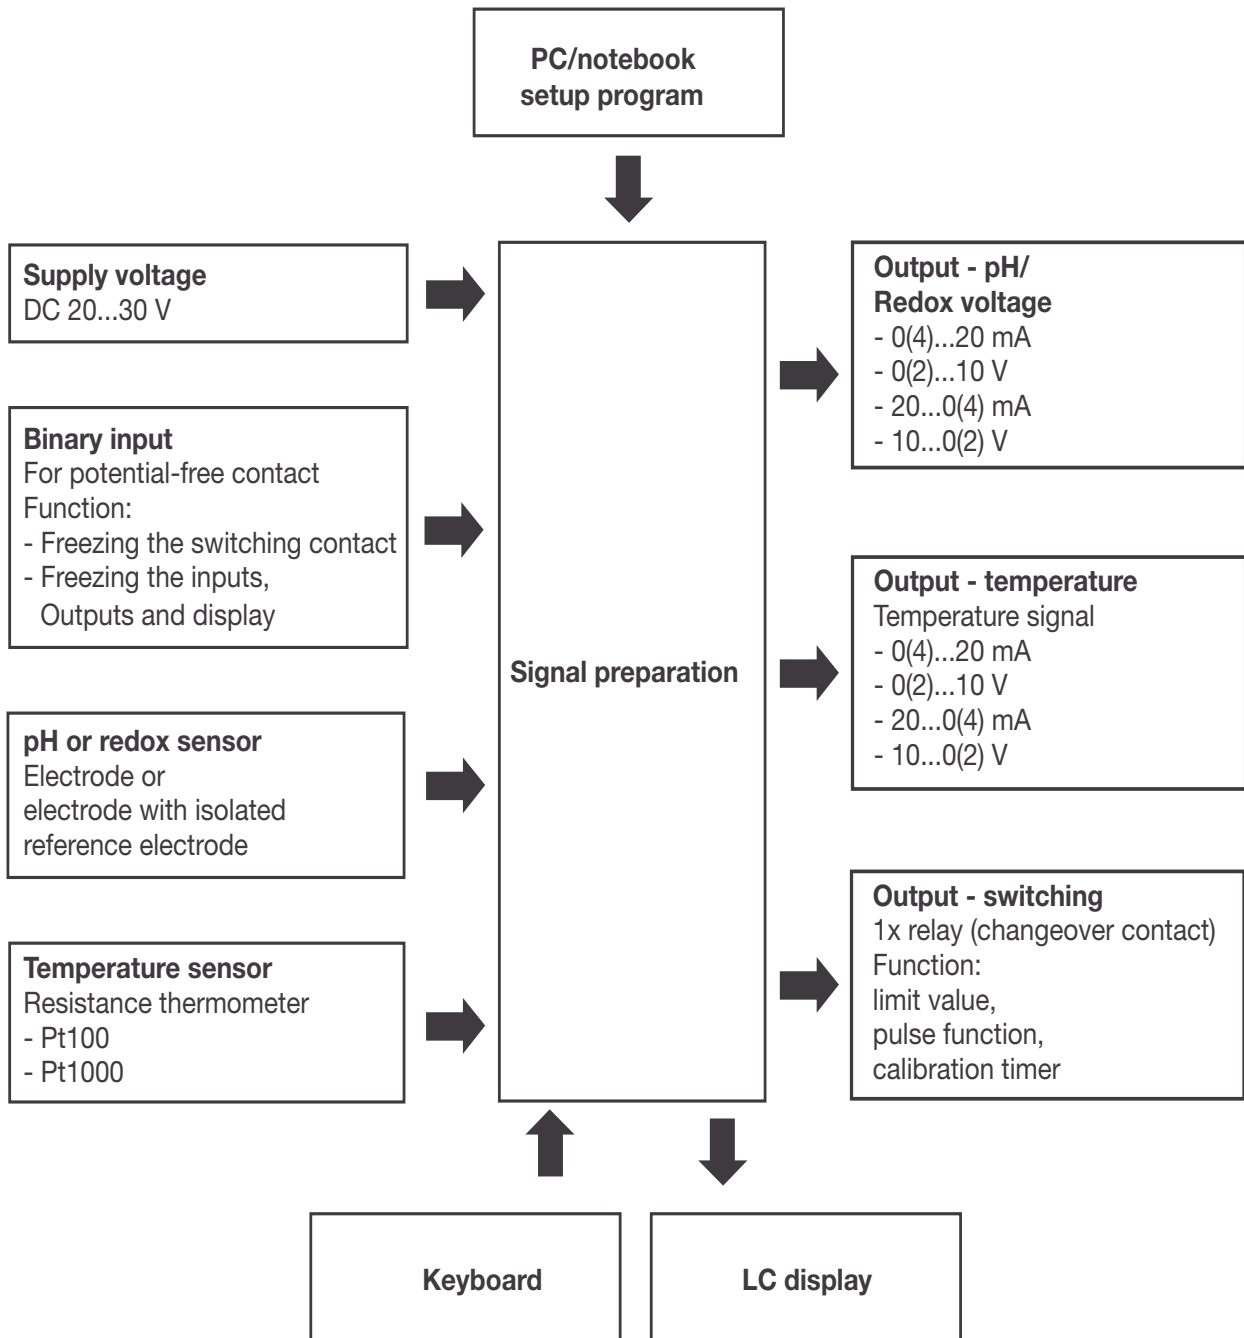 PC/notebook
setup program
Supply voltage
DC 20...30 V
Binary input
For potential-free contact
Function:
- Freezing the switching contact
- Freezing the inputs,
Outputs and display
pH or redox sensor
Electrode or
electrode with isolated
reference electrode
Temperature sensor
Resistance thermometer
- Pt100
- Pt1000
Signal preparation
Output - pH/
Redox voltage
- 0(4)...20 mA
- 0(2)...10 V
- 20...0(4) mA
- 10...0(2) V
Output - temperature
Temperature signal
- 0(4)...20 mA
- 0(2)...10 V
- 20...0(4) mA
- 10...0(2) V
Output - switching
1x relay (changeover contact)
Function:
limit value,
pulse function,
calibration timer
Keyboard
LC display